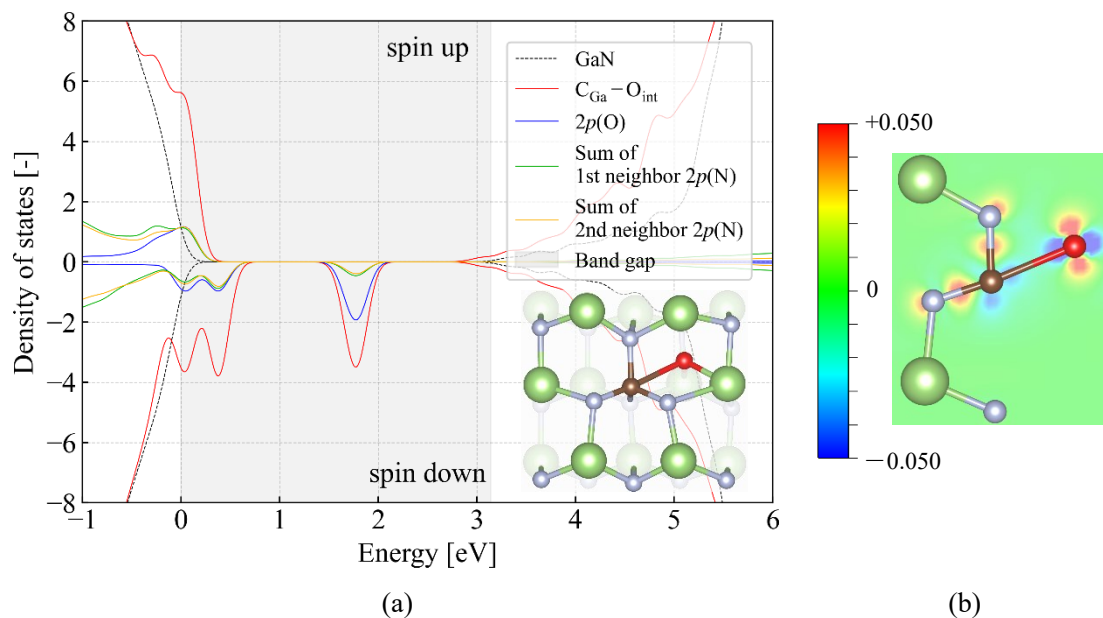 8
6
4
2
0
−2
−4
−6
−8
Density of states [-]
−1
0
1
2
3
4
5
6
Energy [eV]
spin up
spin down
GaN
C_Ga−O_int
2p(O)
Sum of
1st neighbor 2p(N)
Sum of
2nd neighbor 2p(N)
Band gap
(a)
+0.050
0
−0.050
(b)